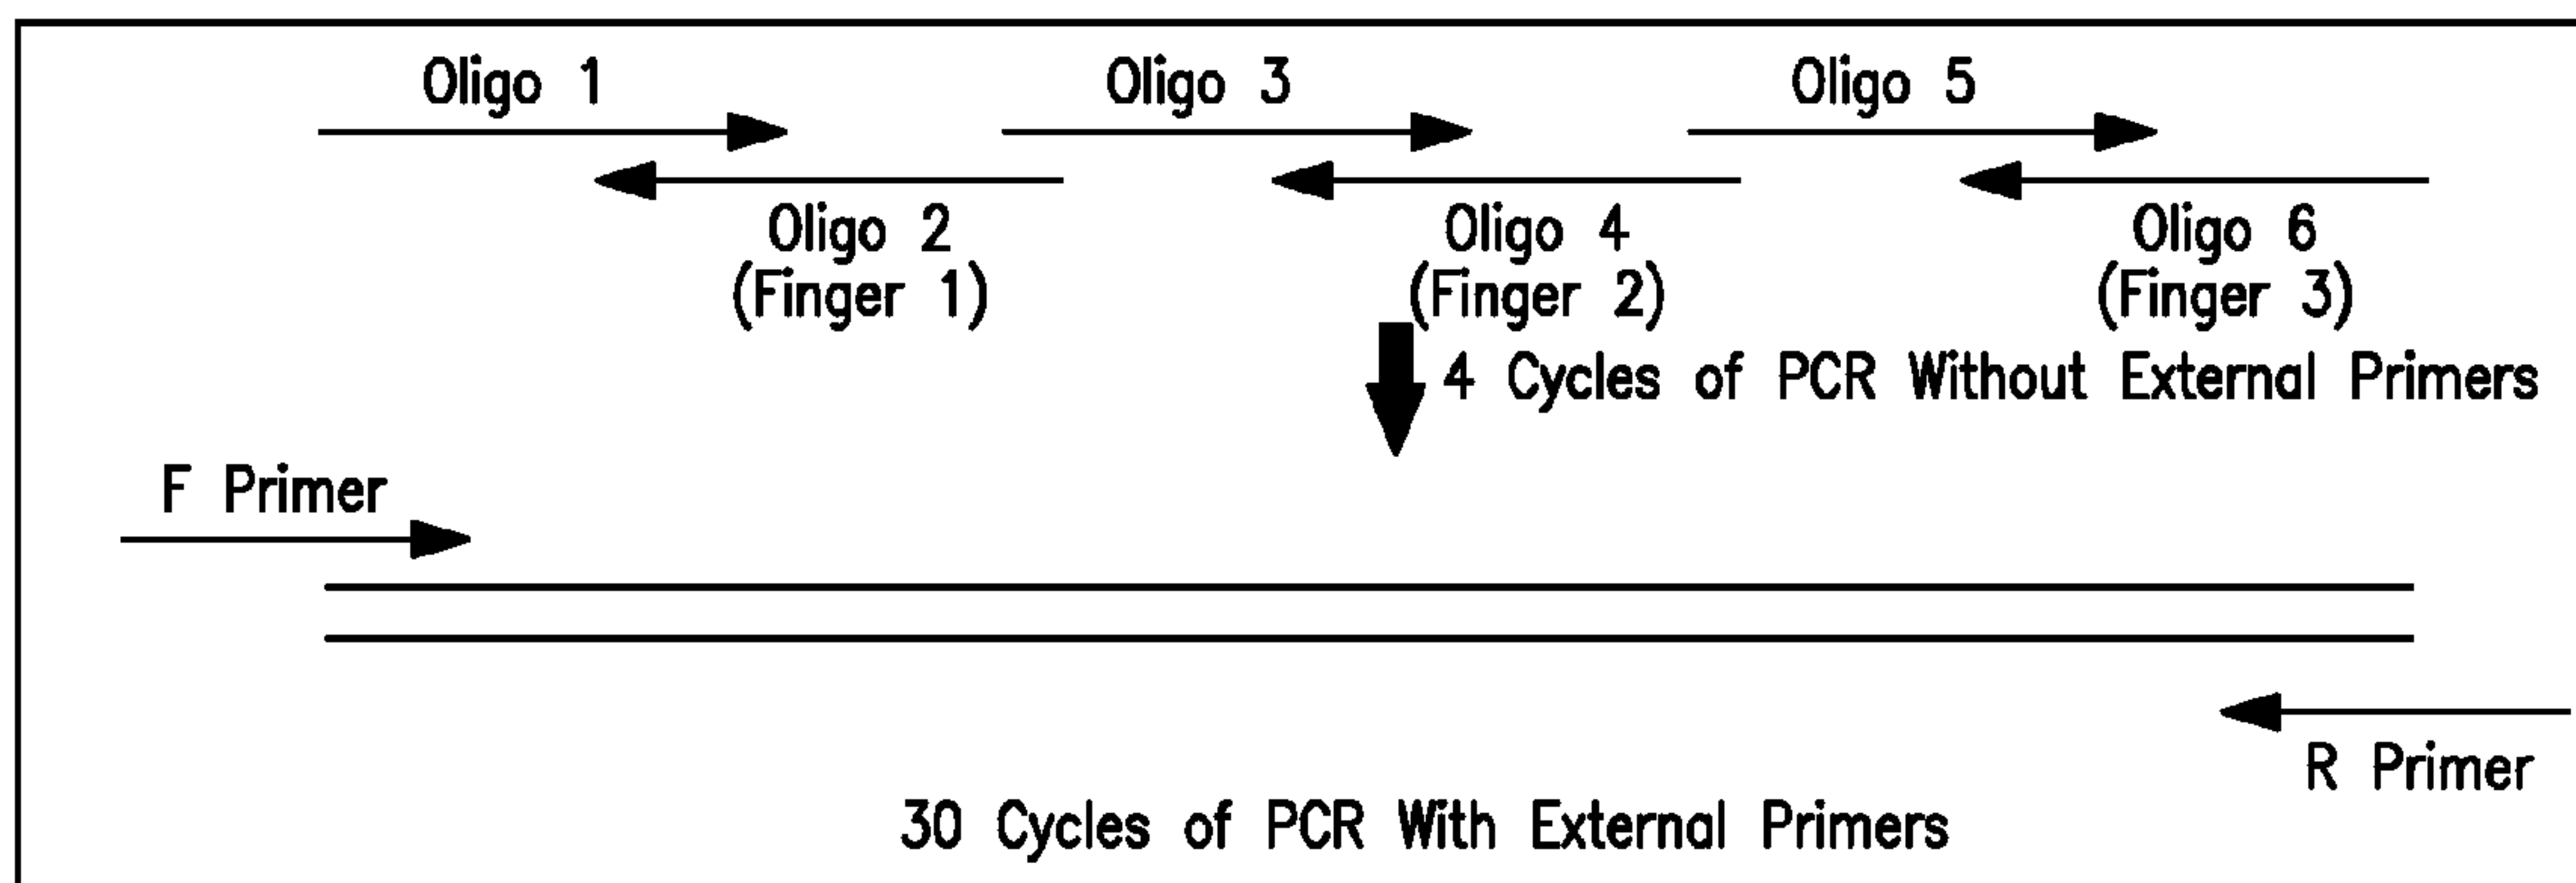 Oligo 1
Oligo 3
Oligo 5
Oligo 2
(Finger 1)
Oligo 4
(Finger 2)
Oligo 6
(Finger 3)
4 Cycles of PCR Without External Primers
F Primer
R Primer
30 Cycles of PCR With External Primers